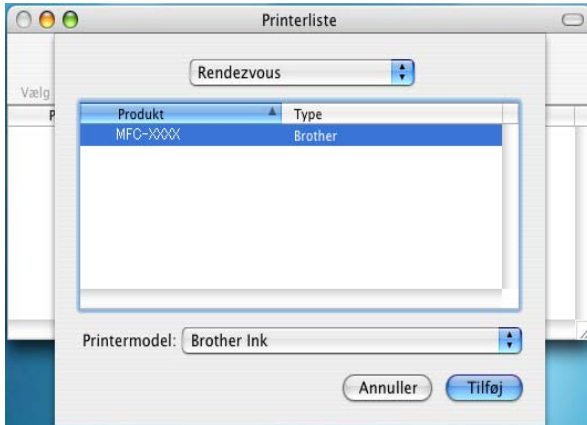 Printerliste
Rendezvous
Vælg
P
Produkt Type
MFC-XXXX Brother
Printermodel: Brother Ink
Annuller Tilføj